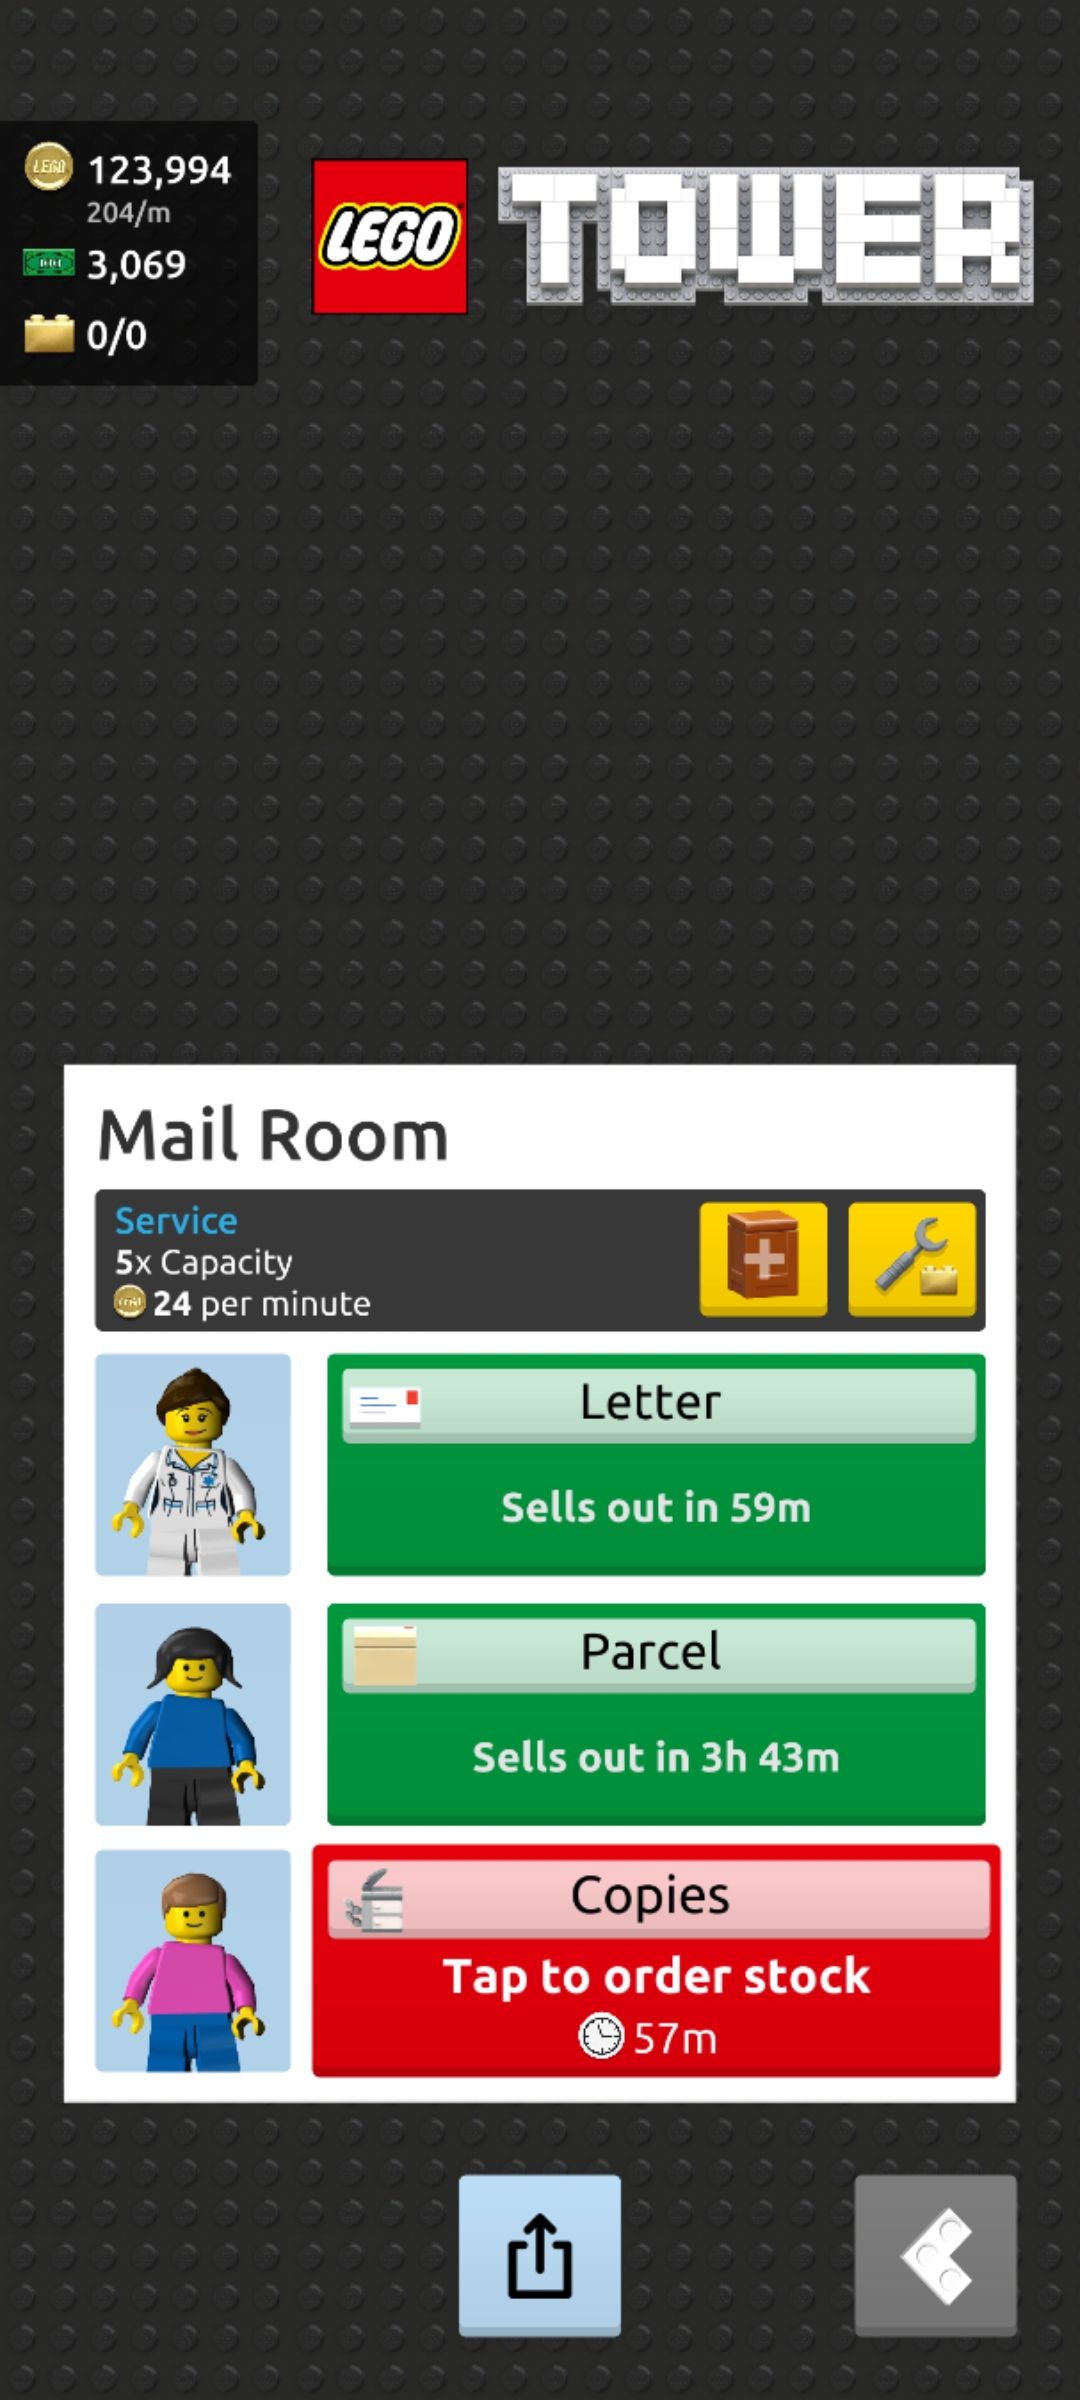 123,994
204/m
3,069
0/0
LEGO TOWER
Mail Room
Service
5x Capacity
24 per minute
Letter
Sells out in 59m
Parcel
Sells out in 3h 43m
Copies
Tap to order stock
57m